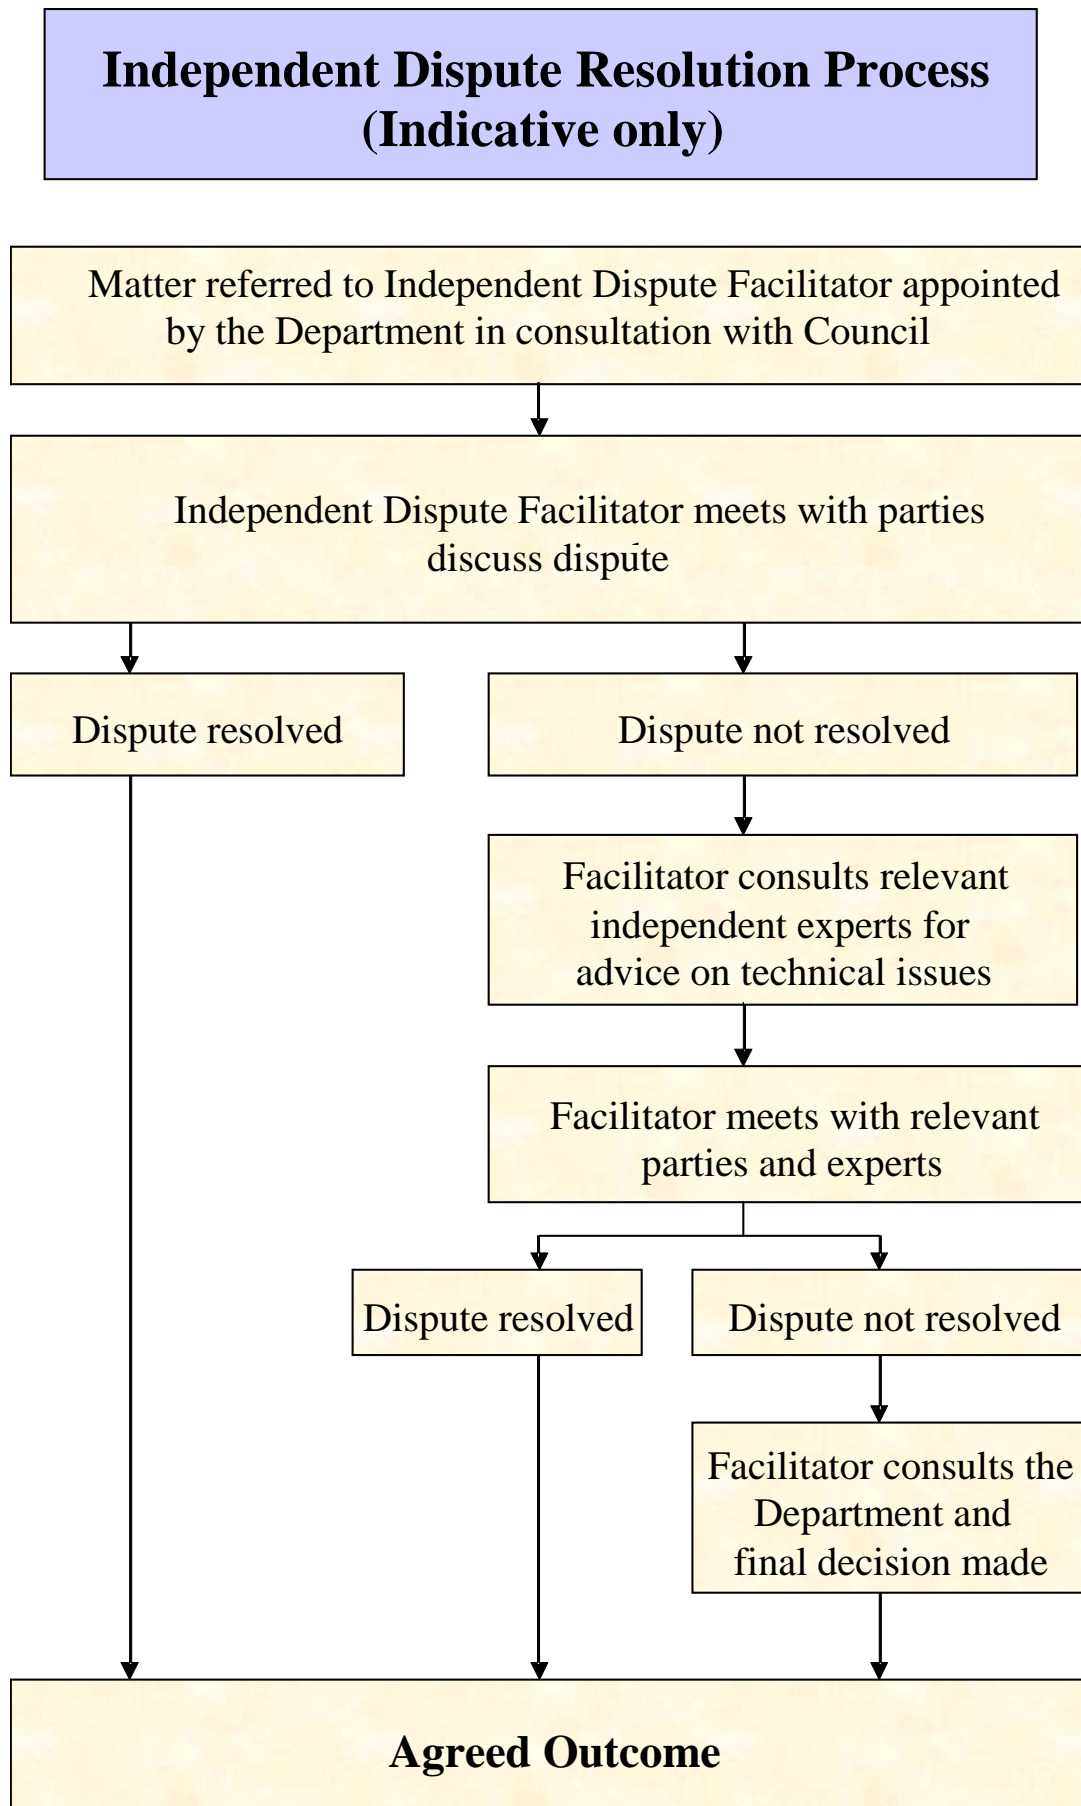 Independent Dispute Resolution Process
(Indicative only)
Matter referred to Independent Dispute Facilitator appointed
by the Department in consultation with Council
Independent Dispute Facilitator meets with parties
discuss dispute
Dispute resolved
Dispute not resolved
Facilitator consults relevant
independent experts for
advice on technical issues
Facilitator meets with relevant
parties and experts
Dispute resolved
Dispute not resolved
Facilitator consults the
Department and
final decision made
Agreed Outcome